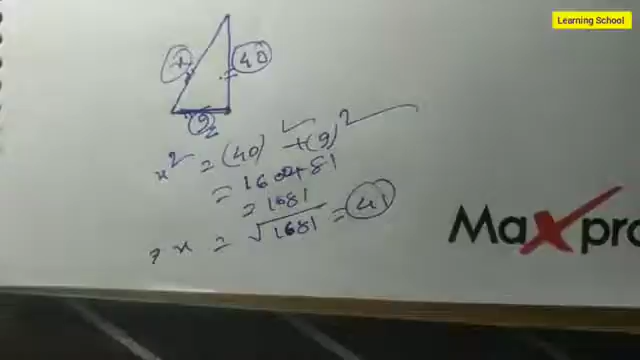 Learning School
x
40
9
x² = (40)² + (9)²
= 1600+81
= 1681
x = √1681 = 41
Maxpro